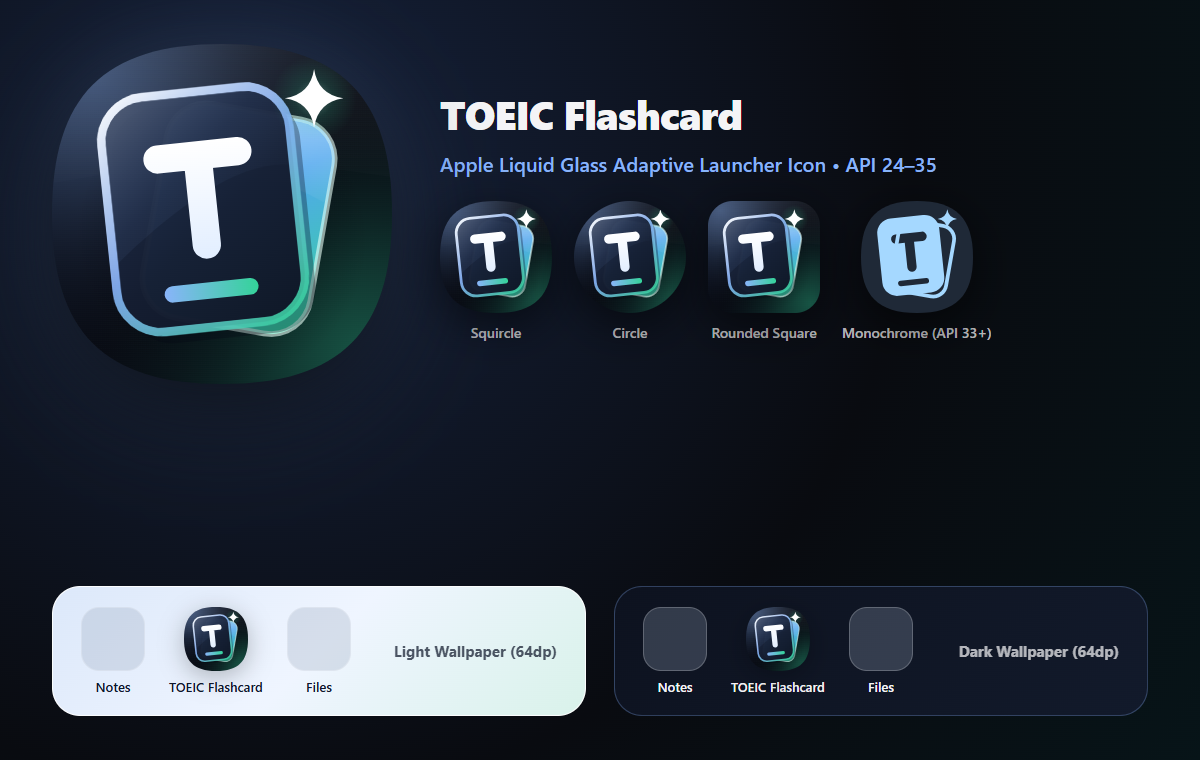 T
TOEIC Flashcard
Apple Liquid Glass Adaptive Launcher Icon • API 24–35
T
T
T
T
Squircle
Circle
Rounded Square
Monochrome (API 33+)
T
Notes
TOEIC Flashcard
Files
Light Wallpaper (64dp)
T
Notes
TOEIC Flashcard
Files
Dark Wallpaper (64dp)